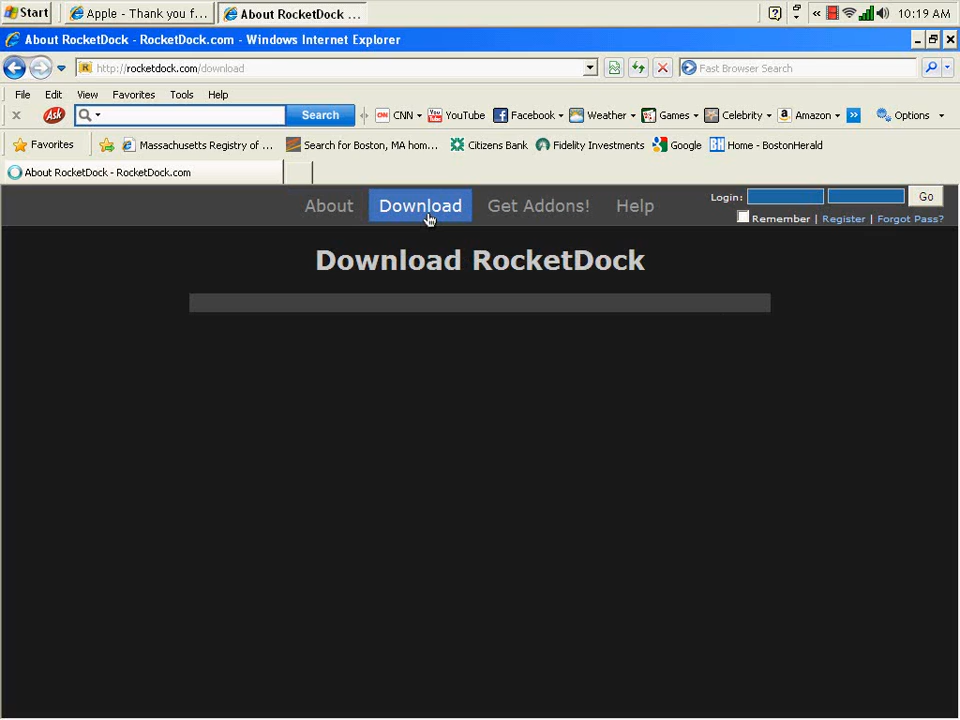 Start
Apple - Thank you f...
About RocketDock ...
10:19 AM
About RocketDock - RocketDock.com - Windows Internet Explorer
http://rocketdock.com/download
Fast Browser Search
File Edit View Favorites Tools Help
Ask
Search
CNN YouTube Facebook Weather Games Celebrity Amazon Options
Favorites
Massachusetts Registry of ...
Search for Boston, MA hom...
Citizens Bank
Fidelity Investments
Google
BH Home - BostonHerald
About RocketDock - RocketDock.com
About Download Get Addons! Help
Login: Go
Remember | Register | Forgot Pass?
Download RocketDock